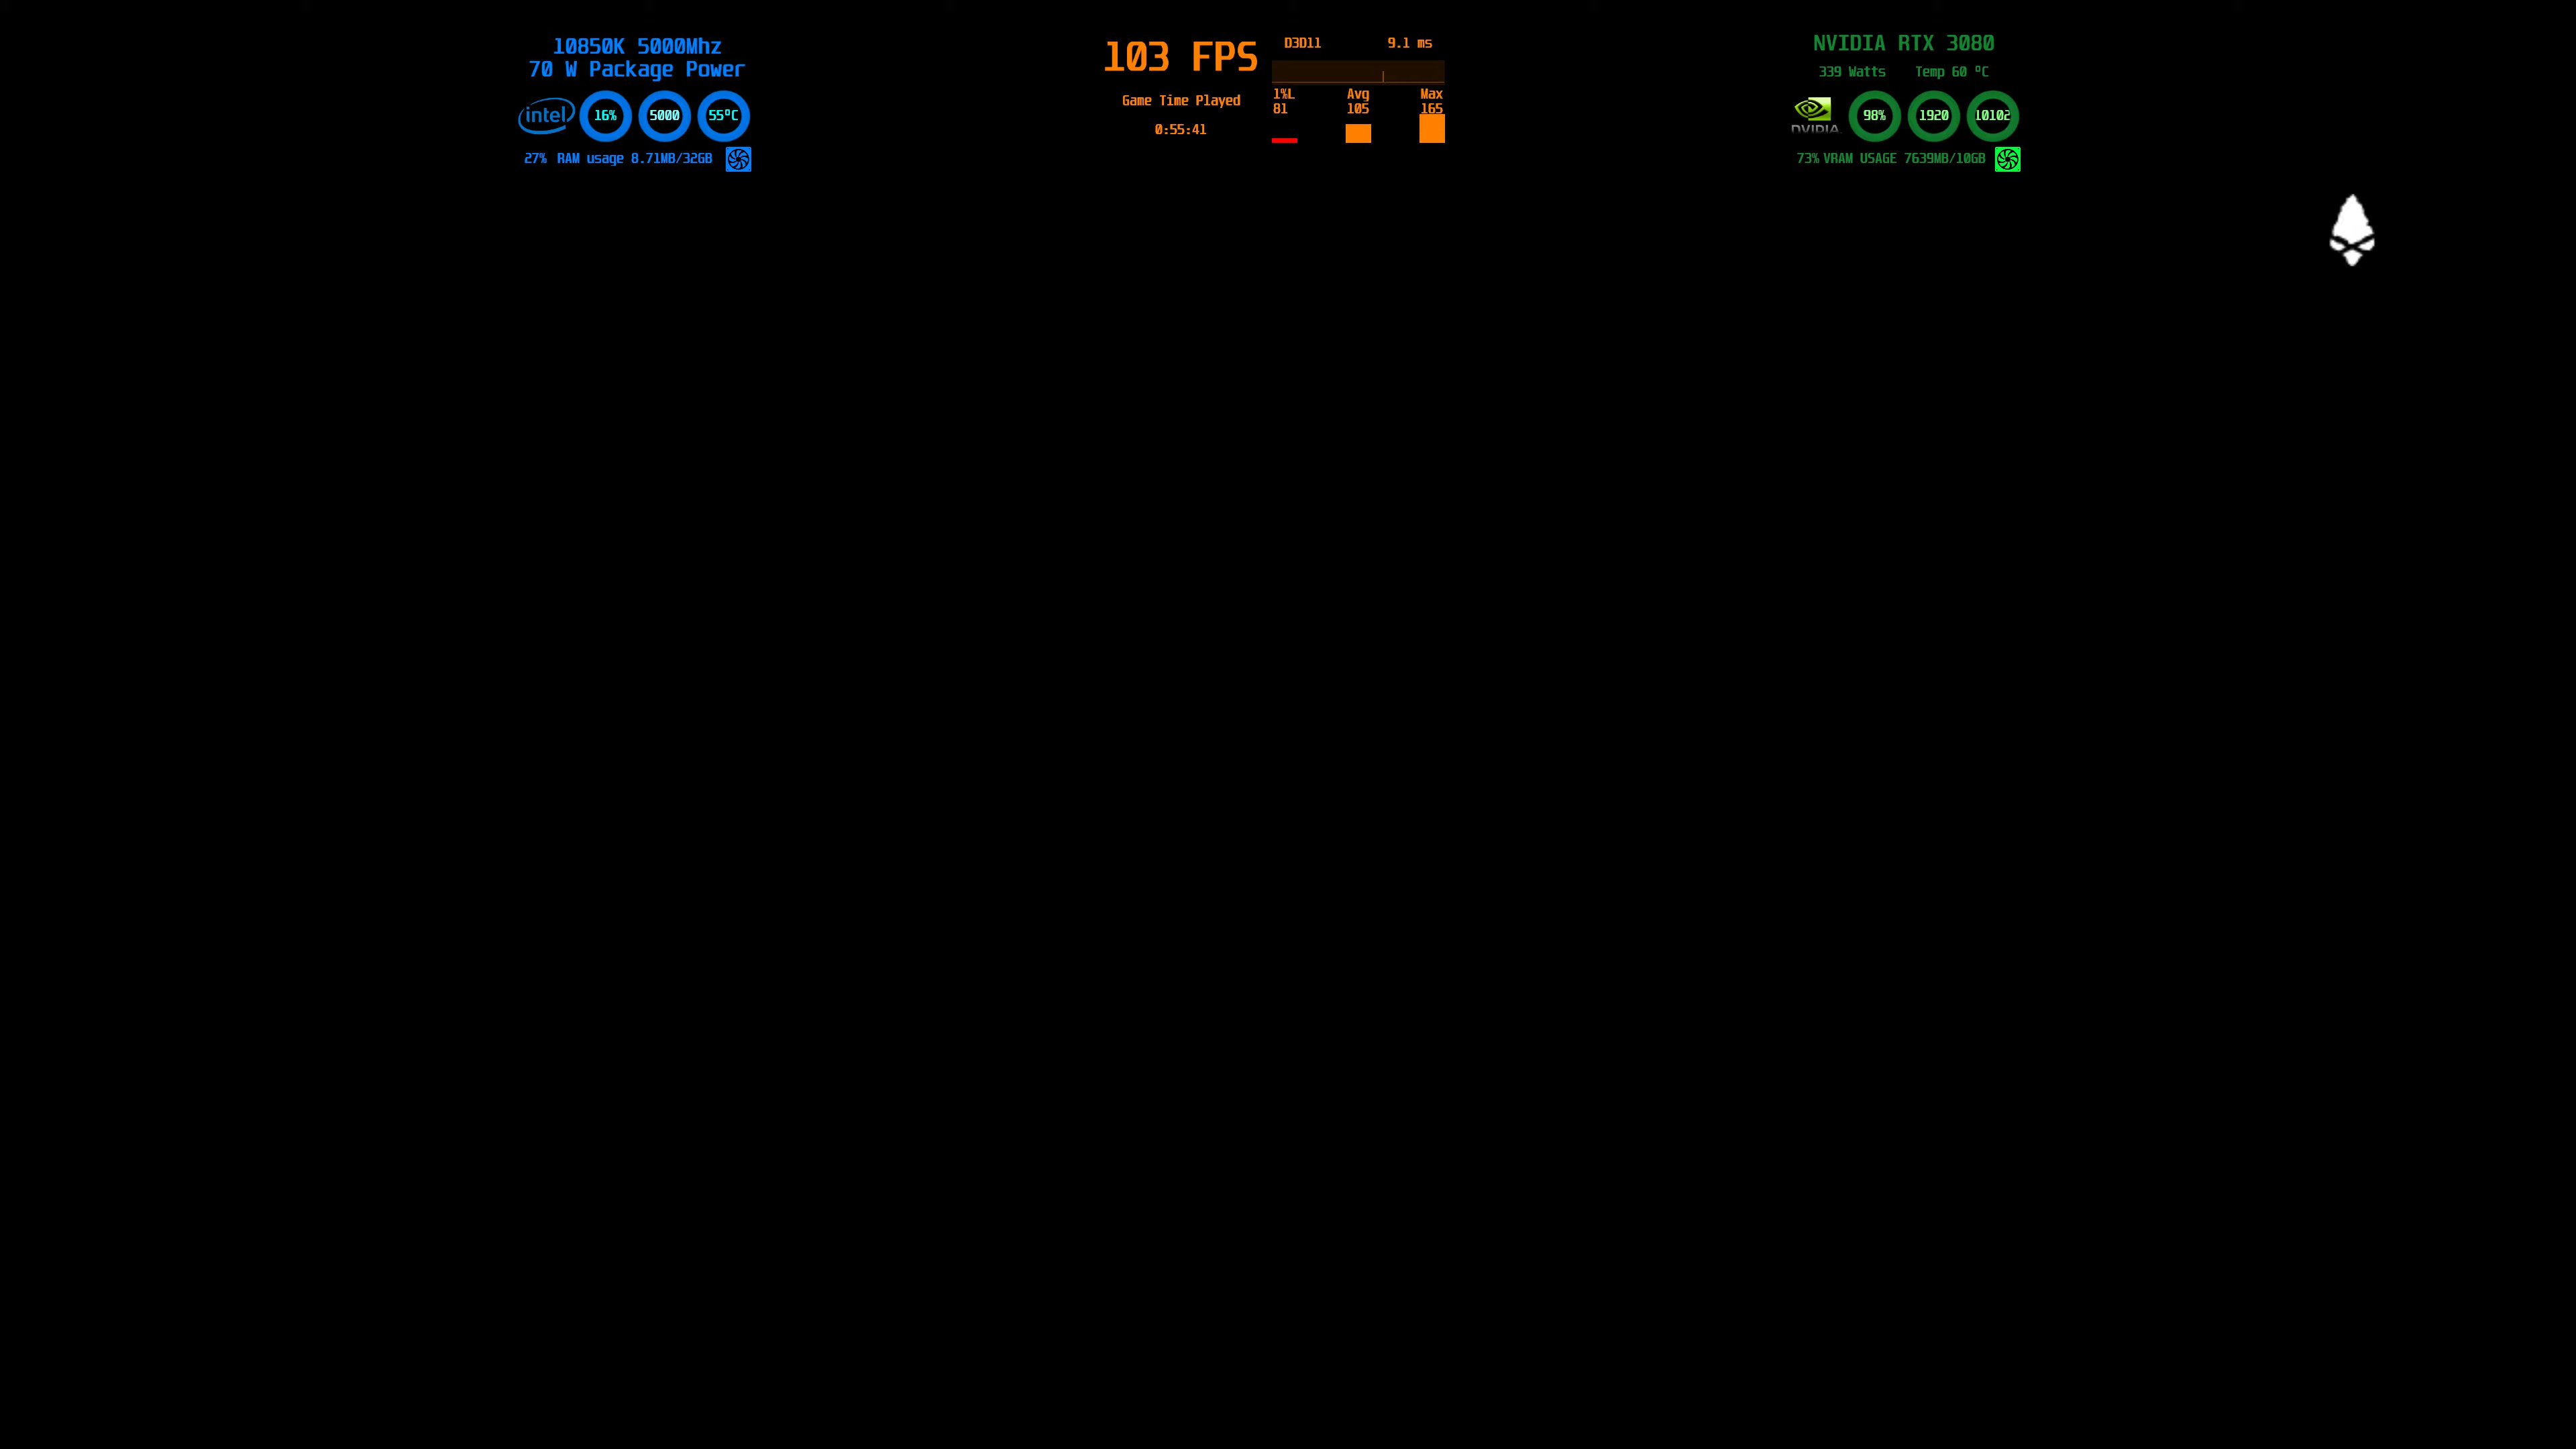 10850K 5000Mhz
70 W Package Power
intel 16% 5000 55ºC
27% RAM usage 8.71MB/32GB
103 FPS
Game Time Played
0:55:41
D3D11 9.1 ms
1%L Avg Max
81 105 165
NVIDIA RTX 3080
339 Watts Temp 60 ºC
NVIDIA 98% 1920 10102
73% VRAM USAGE 7639MB/10GB